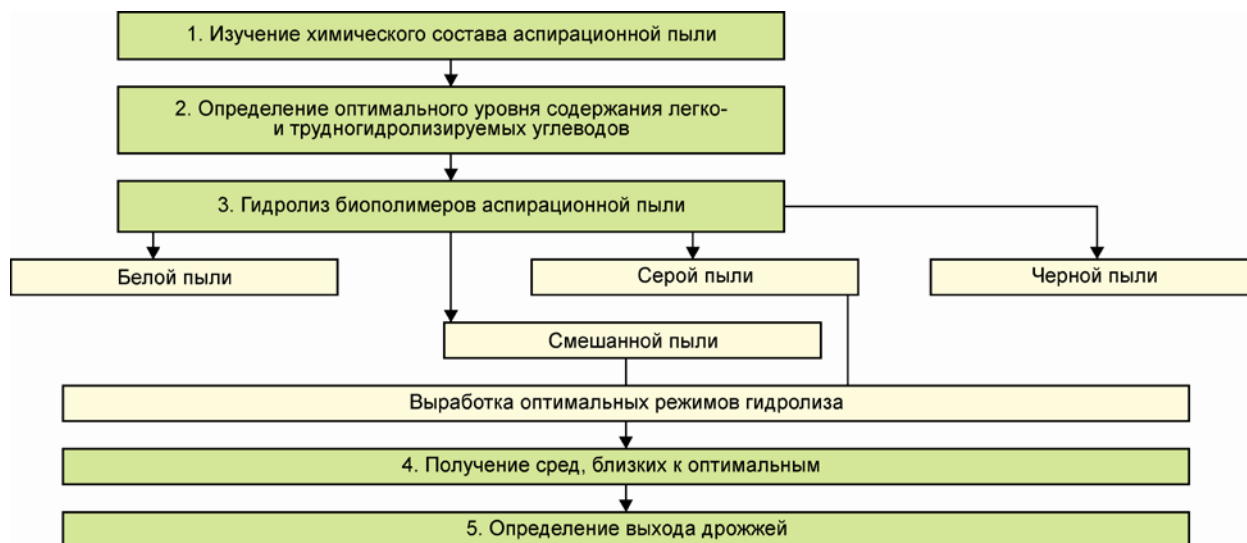 1. Изучение химического состава аспирационной пыли
2. Определение оптимального уровня содержания легко-
и трудногидролизируемых углеводов
3. Гидролиз биополимеров аспирационной пыли
Белой пыли
Серой пыли
Черной пыли
Смешанной пыли
Выработка оптимальных режимов гидролиза
4. Получение сред, близких к оптимальным
5. Определение выхода дрожжей